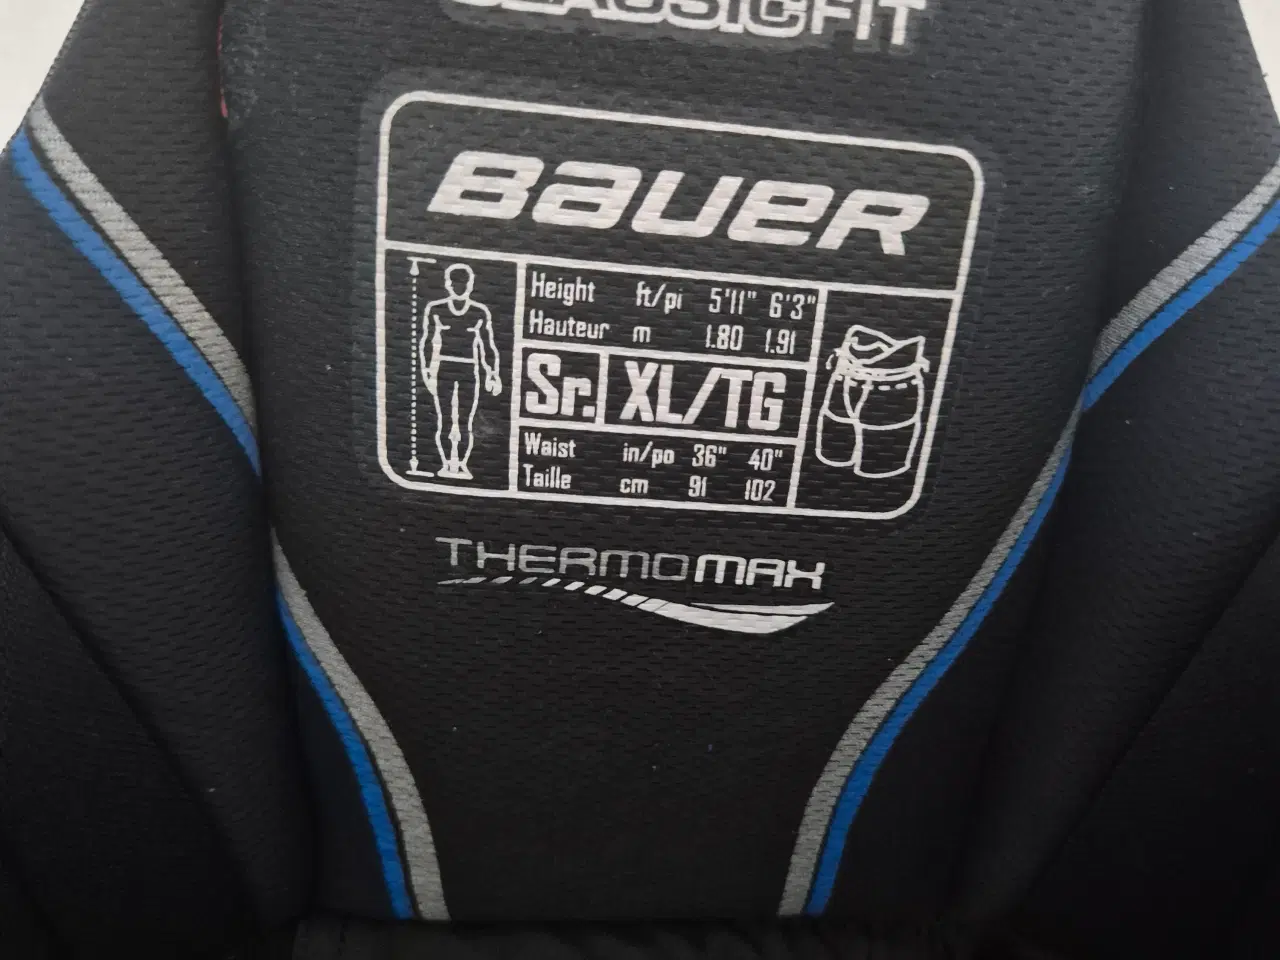 CLASSICFIT
BAUER
Height ft/pi 5'11" 6'3"
Hauteur m 1.80 1.91
Sr. XL/TG
Waist in/po 36" 40"
Taille cm 91 102
THERMOMAX